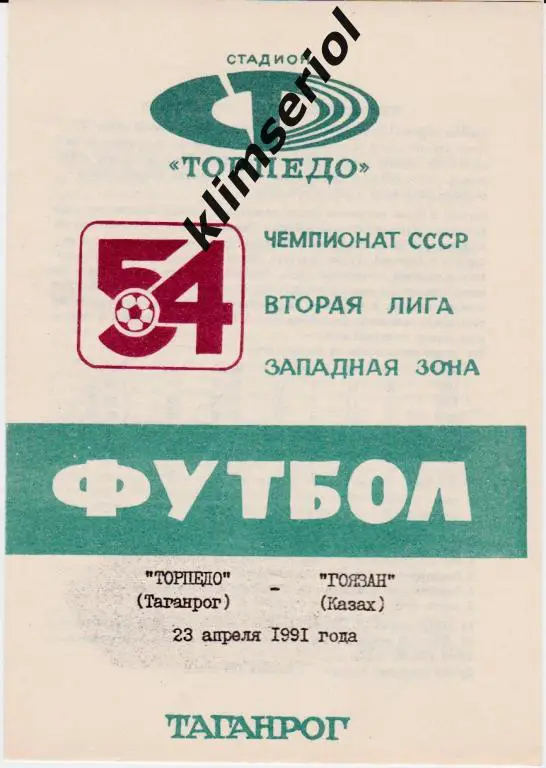 СТАДИОН
«ТОРПЕДО»
54
ЧЕМПИОНАТ СССР
ВТОРАЯ ЛИГА
ЗАПАДНАЯ ЗОНА
ФУТБОЛ
"ТОРПЕДО" - "ГОЯЗАН"
(Таганрог) (Казах)
23 апреля 1991 года
ТАГАНРОГ
klimseriol